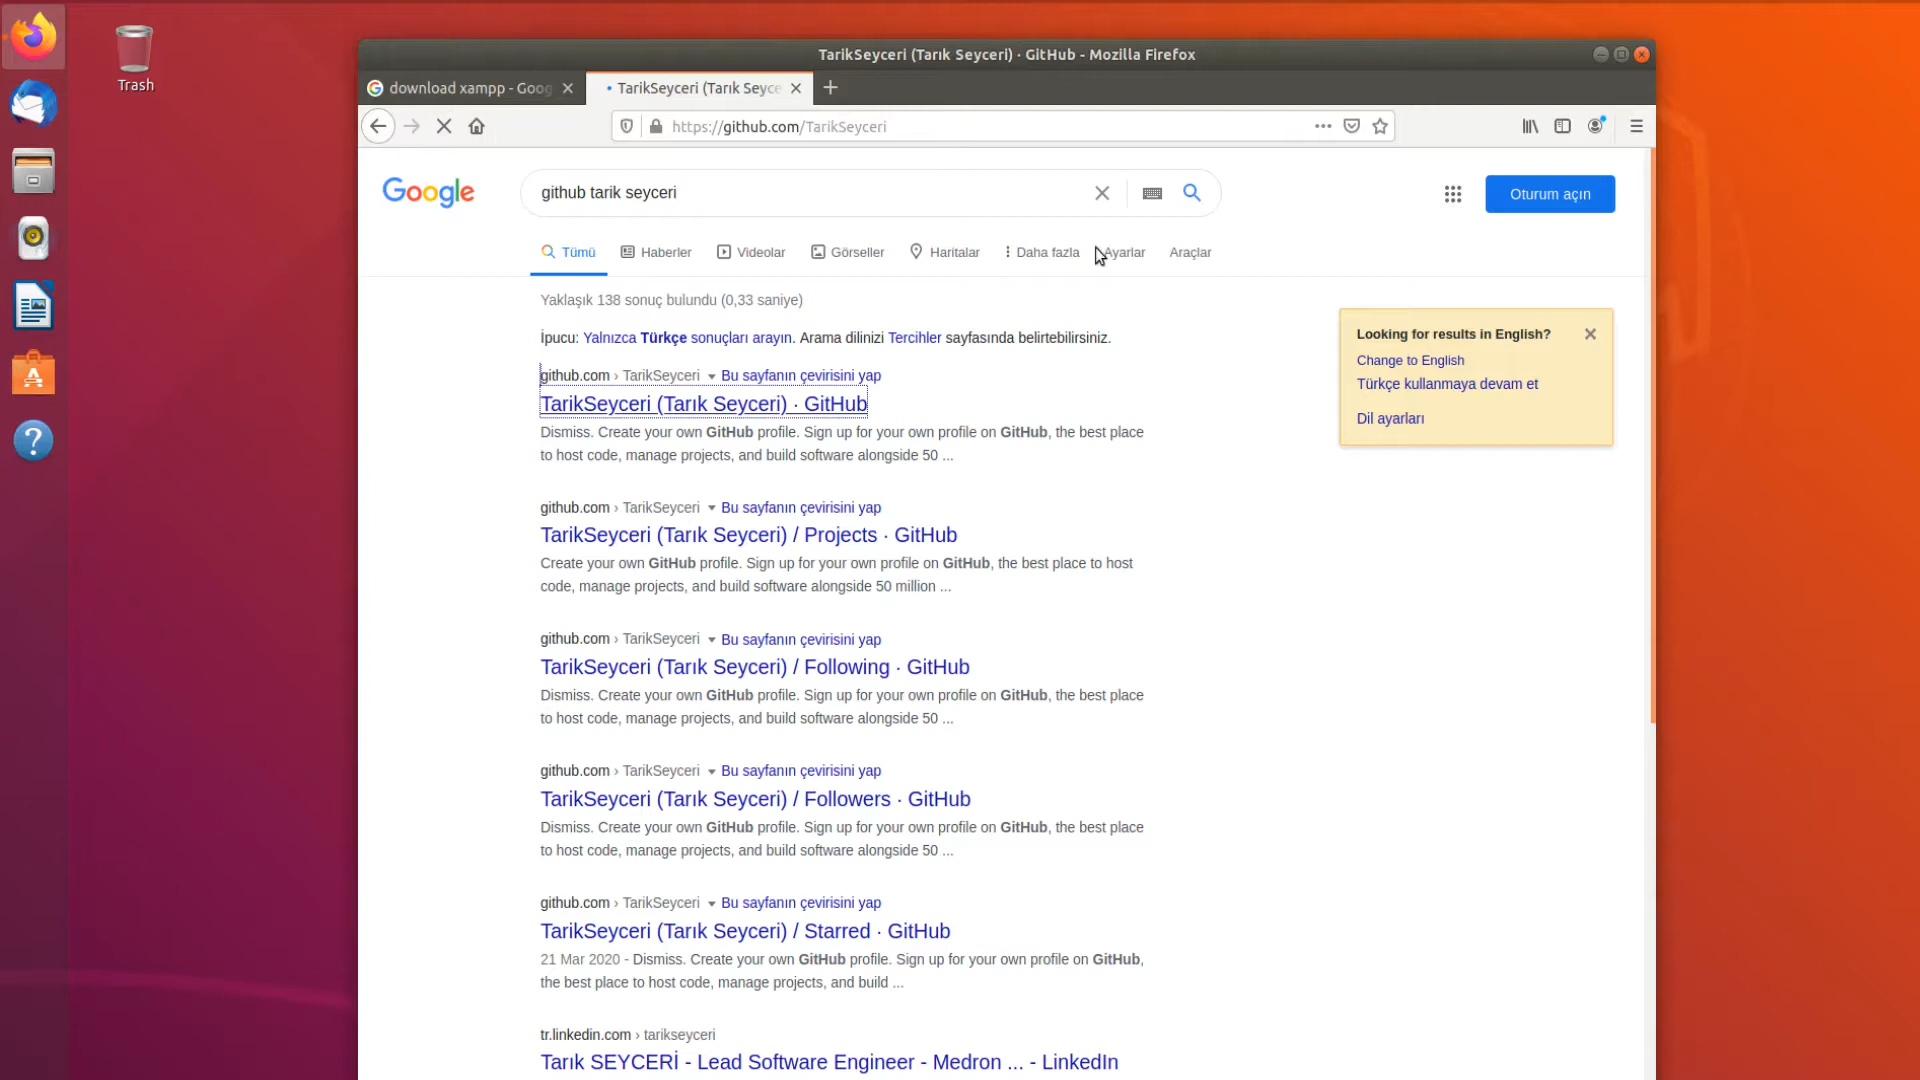 TarikSeyceri (Tarık Seyceri) · GitHub - Mozilla Firefox
Trash
download xampp - Goog
TarikSeyceri (Tarık Seyce
https://github.com/TarikSeyceri
Google
github tarik seyceri
Oturum açın
Tümü
Haberler
Videolar
Görseller
Haritalar
Daha fazla
Ayarlar
Araçlar
Yaklaşık 138 sonuç bulundu (0,33 saniye)
İpucu: Yalnızca Türkçe sonuçları arayın. Arama dilinizi Tercihler sayfasında belirtebilirsiniz.
Looking for results in English?
Change to English
Türkçe kullanmaya devam et
Dil ayarları
github.com › TarikSeyceri Bu sayfanın çevirisini yap
TarikSeyceri (Tarık Seyceri) · GitHub
Dismiss. Create your own GitHub profile. Sign up for your own profile on GitHub, the best place
to host code, manage projects, and build software alongside 50 ...
github.com › TarikSeyceri Bu sayfanın çevirisini yap
TarikSeyceri (Tarık Seyceri) / Projects · GitHub
Create your own GitHub profile. Sign up for your own profile on GitHub, the best place to host
code, manage projects, and build software alongside 50 million ...
github.com › TarikSeyceri Bu sayfanın çevirisini yap
TarikSeyceri (Tarık Seyceri) / Following · GitHub
Dismiss. Create your own GitHub profile. Sign up for your own profile on GitHub, the best place
to host code, manage projects, and build software alongside 50 ...
github.com › TarikSeyceri Bu sayfanın çevirisini yap
TarikSeyceri (Tarık Seyceri) / Followers · GitHub
Dismiss. Create your own GitHub profile. Sign up for your own profile on GitHub, the best place
to host code, manage projects, and build software alongside 50 ...
github.com › TarikSeyceri Bu sayfanın çevirisini yap
TarikSeyceri (Tarık Seyceri) / Starred · GitHub
21 Mar 2020 - Dismiss. Create your own GitHub profile. Sign up for your own profile on GitHub,
the best place to host code, manage projects, and build ...
tr.linkedin.com › tarikseyceri
Tarık SEYCERİ - Lead Software Engineer - Medron ... - LinkedIn